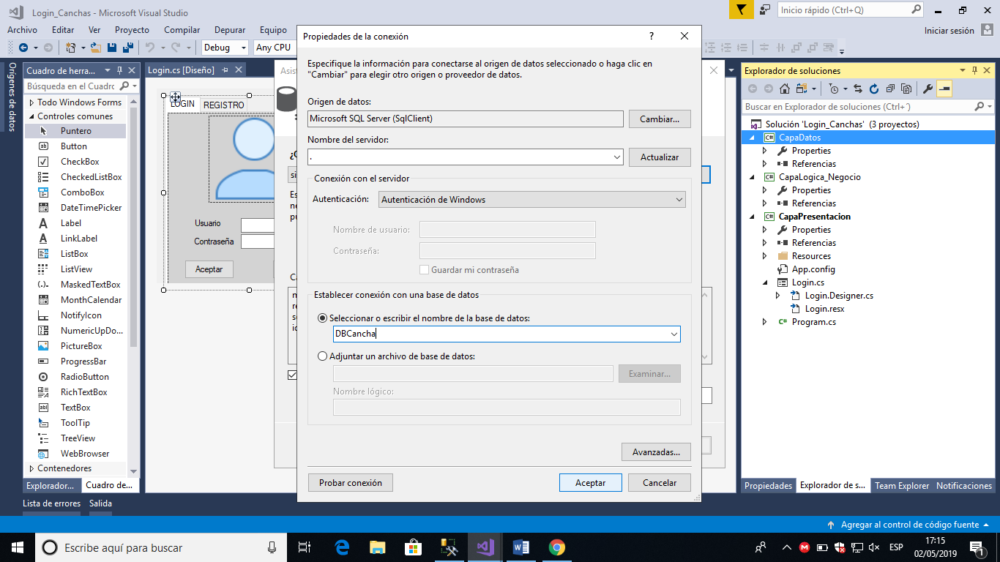 Login_Canchas - Microsoft Visual Studio
Inicio rápido (Ctrl+Q)
Archivo Editar Ver Proyecto Compilar Depurar Equipo
Iniciar sesión
Debug Any CPU
Orígenes de datos
Cuadro de herra...
Búsqueda en el Cuadro
Todo Windows Forms
Controles comunes
Puntero
Button
CheckBox
CheckedListBox
ComboBox
DateTimePicker
Label
LinkLabel
ListBox
ListView
MaskedTextBox
MonthCalendar
NotifyIcon
NumericUpDo...
PictureBox
ProgressBar
RadioButton
RichTextBox
TextBox
ToolTip
TreeView
WebBrowser
Contenedores
Explorador...
Cuadro de...
Lista de errores Salida
Login.cs [Diseño]
LOGIN REGISTRO
Usuario
Contraseña
Aceptar
Asis
Propiedades de la conexión
Especifique la información para conectarse al origen de datos seleccionado o haga clic en
"Cambiar" para elegir otro origen o proveedor de datos.
Origen de datos:
Microsoft SQL Server (SqlClient)
Cambiar...
Nombre del servidor:
.
Actualizar
Conexión con el servidor
Autenticación: Autenticación de Windows
Nombre de usuario:
Contraseña:
Guardar mi contraseña
Establecer conexión con una base de datos
Seleccionar o escribir el nombre de la base de datos:
DBCancha
Adjuntar un archivo de base de datos:
Examinar...
Nombre lógico:
Avanzadas...
Probar conexión
Aceptar
Cancelar
Explorador de soluciones
Buscar en Explorador de soluciones (Ctrl+´)
Solución 'Login_Canchas' (3 proyectos)
CapaDatos
Properties
Referencias
CapaLogica_Negocio
Properties
Referencias
CapaPresentacion
Properties
Referencias
Resources
App.config
Login.cs
Login.Designer.cs
Login.resx
Program.cs
Propiedades Explorador de s... Team Explorer Notificaciones
Agregar al control de código fuente
Escribe aquí para buscar
ESP
17:15
02/05/2019
1